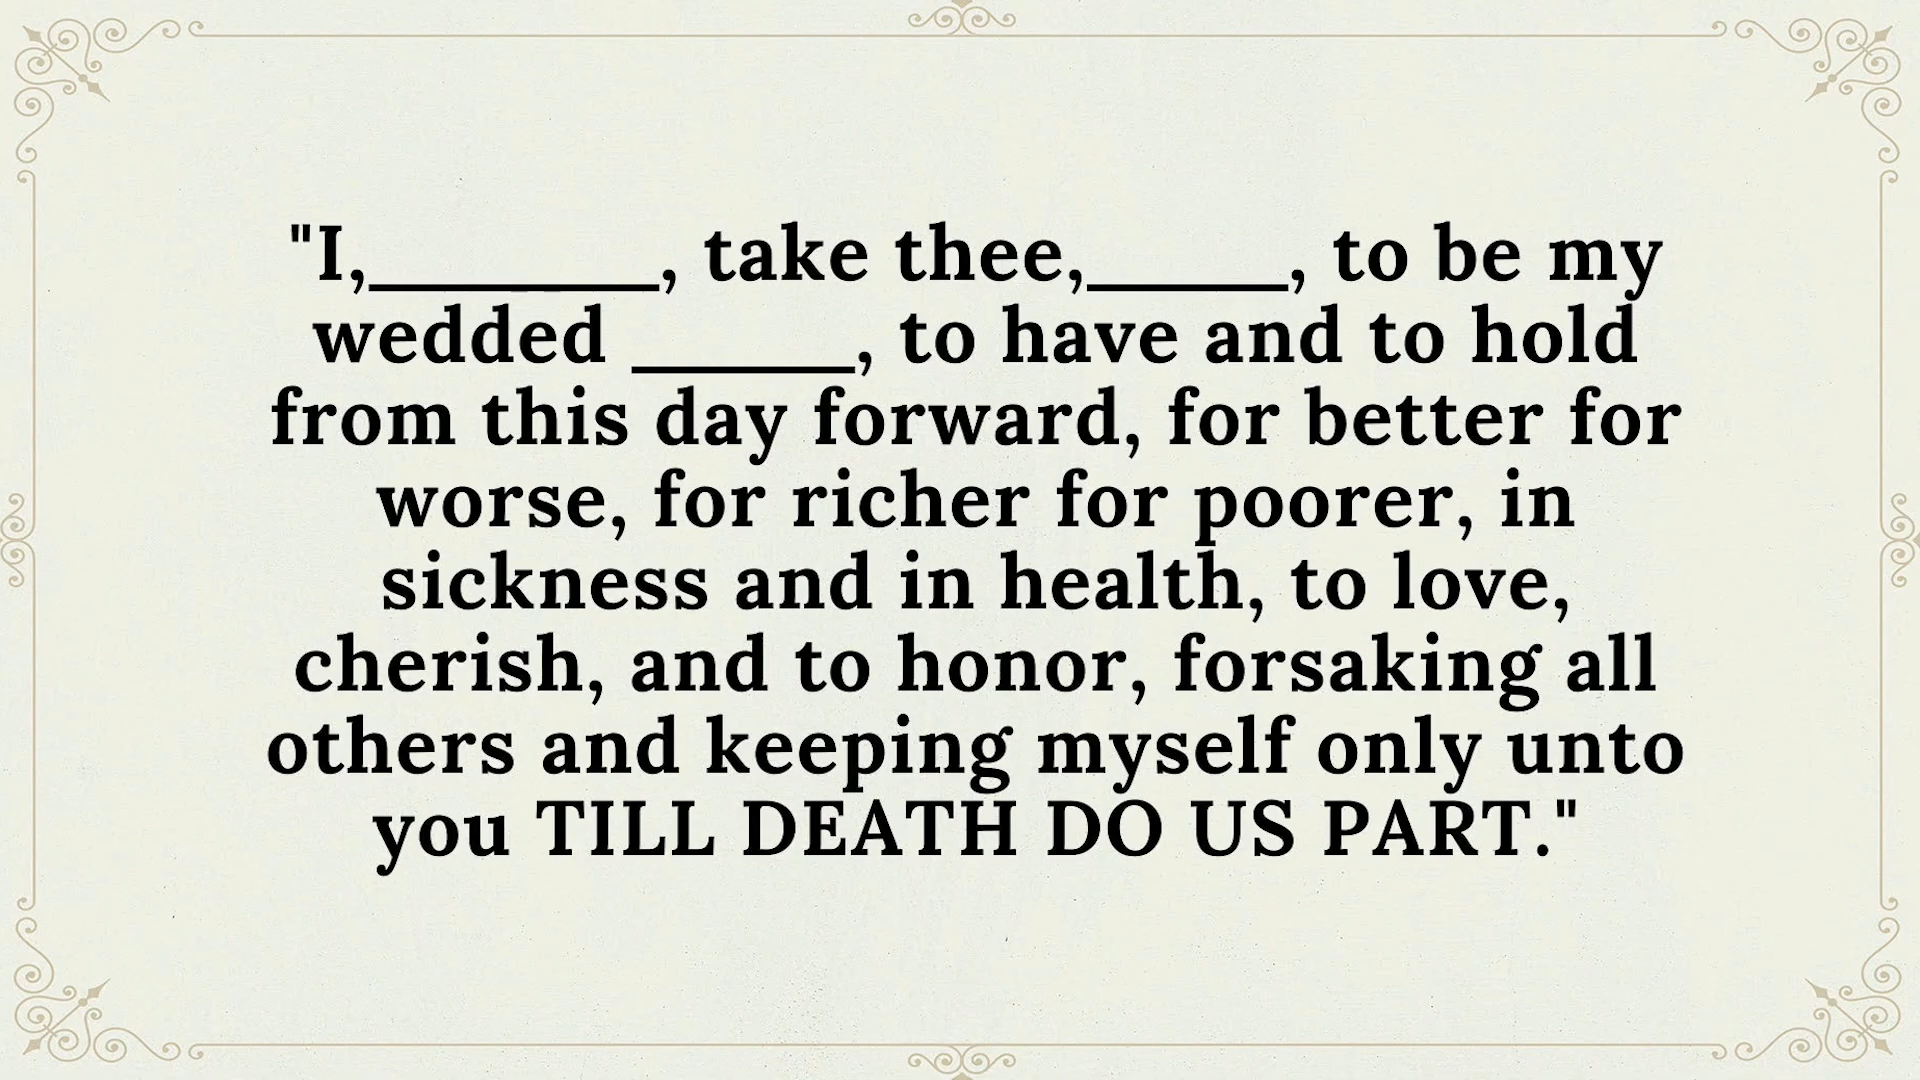 "I,________, take thee,_____, to be my
wedded ______, to have and to hold
from this day forward, for better for
worse, for richer for poorer, in
sickness and in health, to love,
cherish, and to honor, forsaking all
others and keeping myself only unto
you TILL DEATH DO US PART."